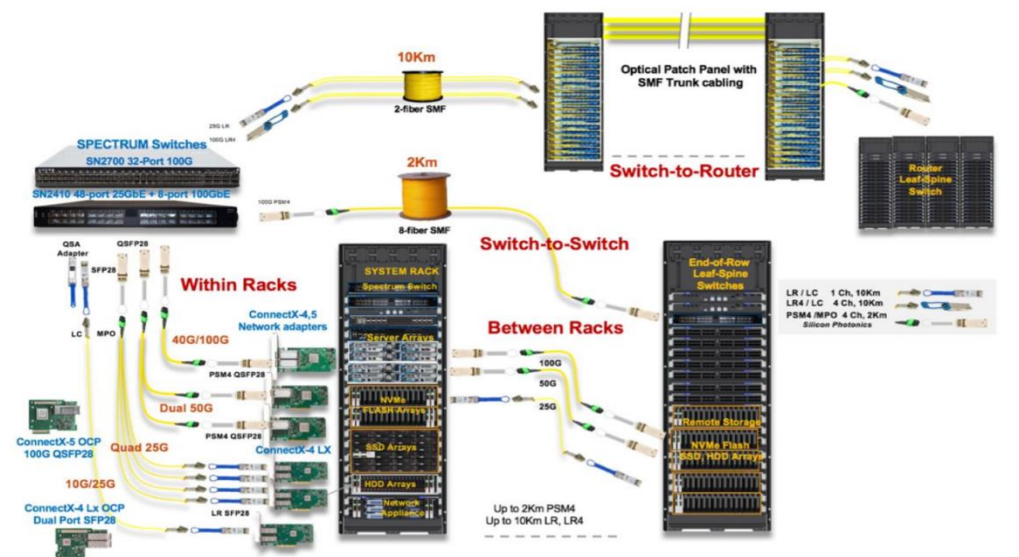 10Km
2-fiber SMF
25G LR
100G LR4
Optical Patch Panel with
SMF Trunk cabling
Switch-to-Router
Router
Leaf-Spine
Switch
SPECTRUM Switches
SN2700 32-Port 100G
SN2410 48-port 25GbE + 8-port 100GbE
2Km
100G PSM4
8-fiber SMF
Switch-to-Switch
QSA
Adapter
SFP28
QSFP28
LC
MPO
Within Racks
40G/100G
PSM4 QSFP28
Dual 50G
PSM4 QSFP28
Quad 25G
10G/25G
LR SFP28
ConnectX-4,5
Network adapters
ConnectX-4 LX
ConnectX-5 OCP
100G QSFP28
ConnectX-4 Lx OCP
Dual Port SFP28
SYSTEM RACK
Spectrum Switch
Server Arrays
NVMe
FLASH Arrays
SSD Arrays
HDD Arrays
Network
Appliance
Between Racks
100G
50G
25G
Up to 2Km PSM4
Up to 10Km LR, LR4
End-of-Row
Leaf-Spine
Switches
Remote Storage
NVMe Flash
SSD, HDD Arrays
LR / LC 1 Ch, 10Km
LR4 / LC 4 Ch, 10Km
PSM4 /MPO 4 Ch, 2Km
Silicon Photonics